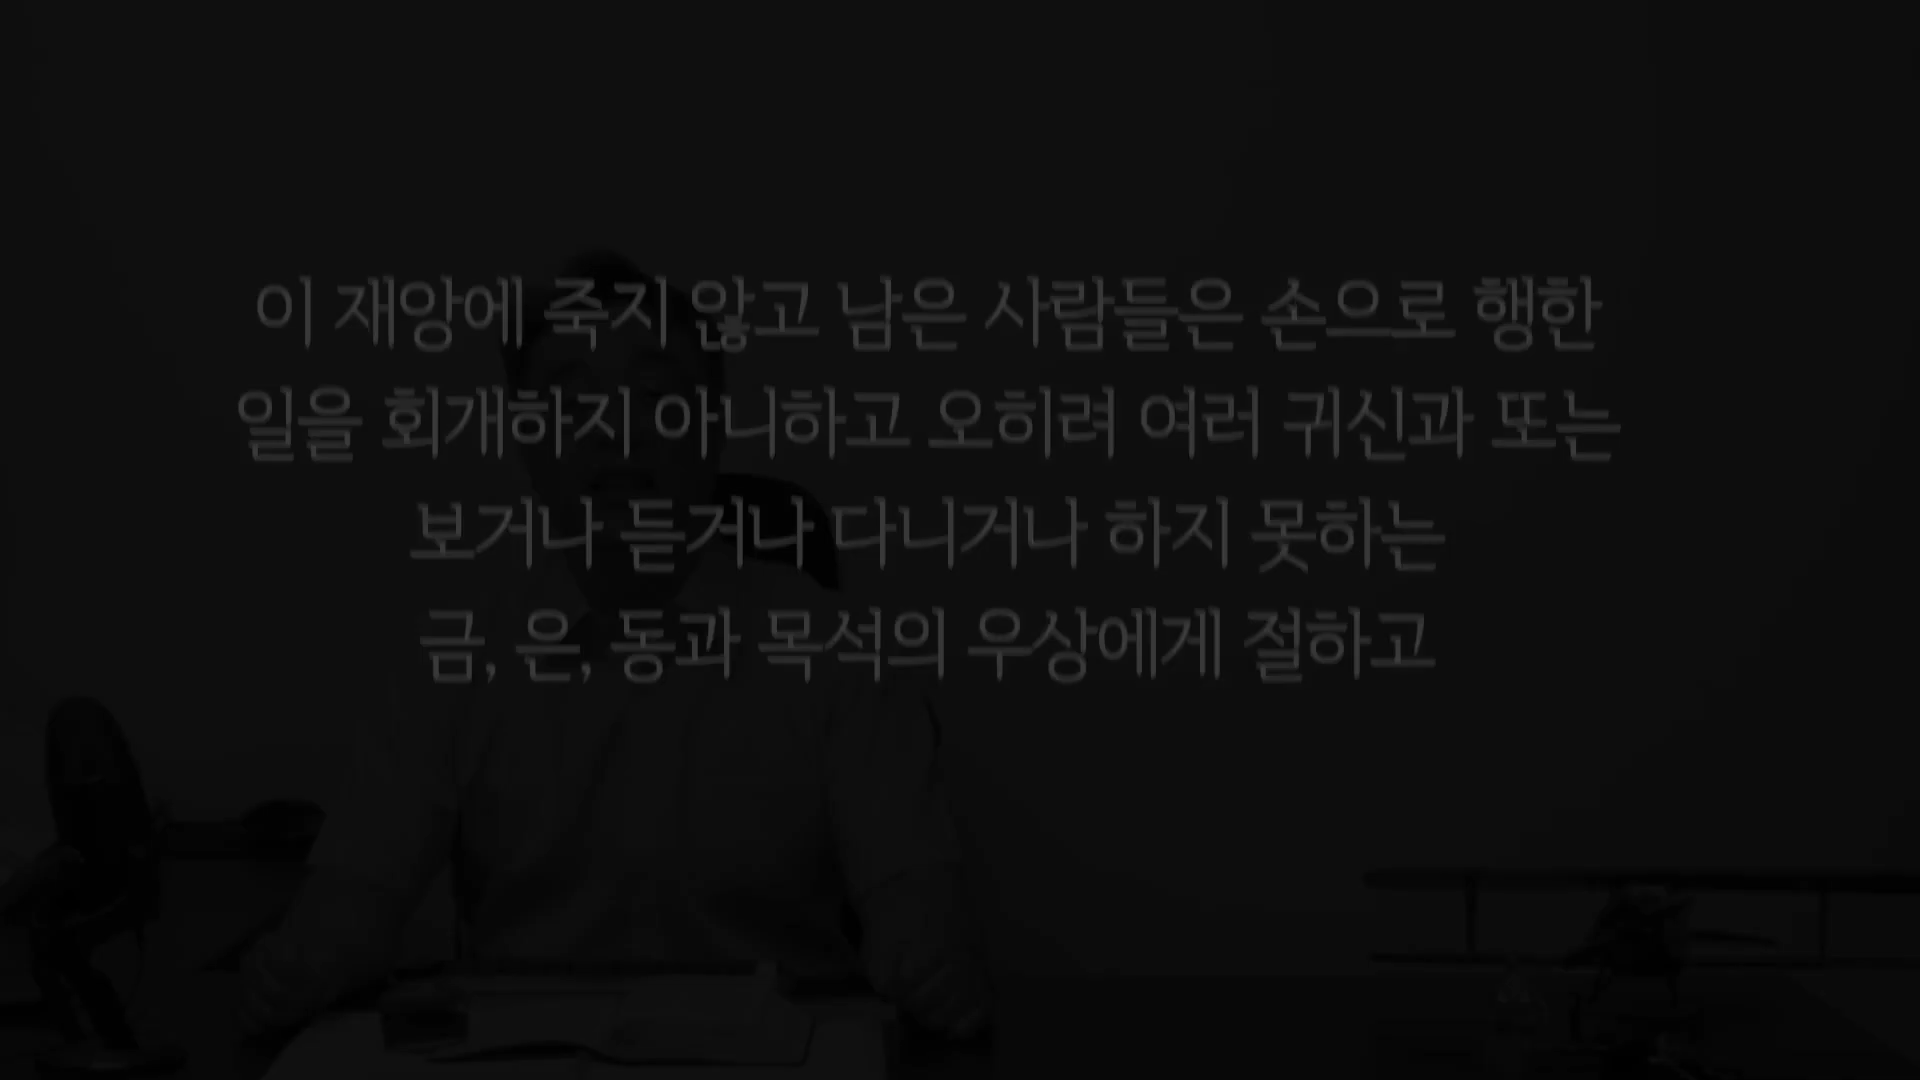 이 재앙에 죽지 않고 남은 사람들은 손으로 행한
일을 회개하지 아니하고 오히려 여러 귀신과 또는
보거나 듣거나 다니거나 하지 못하는
금, 은, 동과 목석의 우상에게 절하고